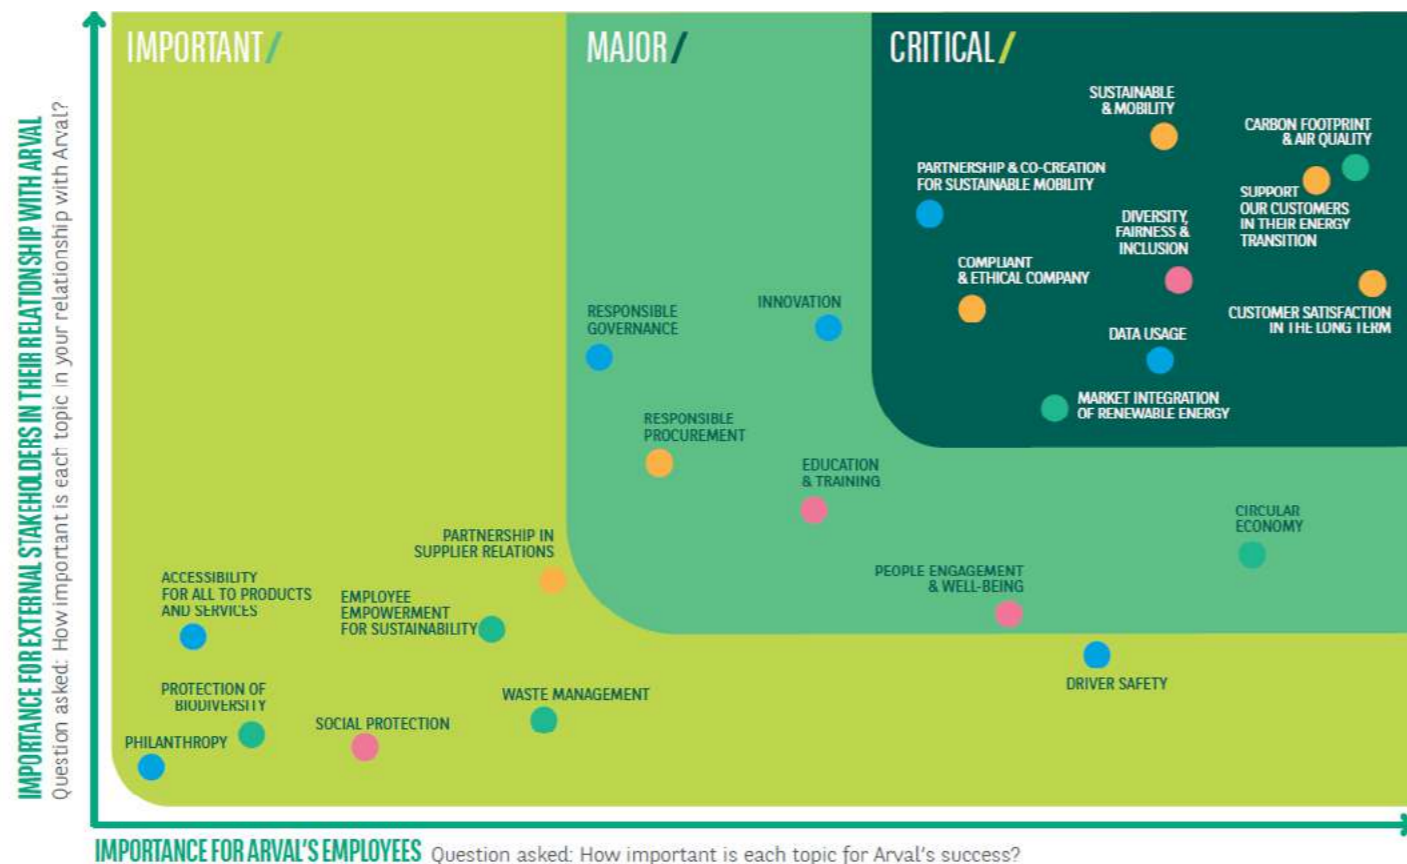 IMPORTANT/
MAJOR/
CRITICAL/
SUSTAINABLE
& MOBILITY
CARBON FOOTPRINT
& AIR QUALITY
PARTNERSHIP & CO-CREATION
FOR SUSTAINABLE MOBILITY
SUPPORT
OUR CUSTOMERS
IN THEIR ENERGY
TRANSITION
DIVERSITY,
FAIRNESS &
INCLUSION
COMPLIANT
& ETHICAL COMPANY
CUSTOMER SATISFACTION
IN THE LONG TERM
RESPONSIBLE
GOVERNANCE
INNOVATION
DATA USAGE
MARKET INTEGRATION
OF RENEWABLE ENERGY
RESPONSIBLE
PROCUREMENT
EDUCATION
& TRAINING
CIRCULAR
ECONOMY
PARTNERSHIP IN
SUPPLIER RELATIONS
PEOPLE ENGAGEMENT
& WELL-BEING
ACCESSIBILITY
FOR ALL TO PRODUCTS
AND SERVICES
EMPLOYEE
EMPOWERMENT
FOR SUSTAINABILITY
DRIVER SAFETY
PROTECTION OF
BIODIVERSITY
WASTE MANAGEMENT
SOCIAL PROTECTION
PHILANTHROPY
IMPORTANCE FOR EXTERNAL STAKEHOLDERS IN THEIR RELATIONSHIP WITH ARVAL
Question asked: How important is each topic in your relationship with Arval?
IMPORTANCE FOR ARVAL'S EMPLOYEES Question asked: How important is each topic for Arval's success?